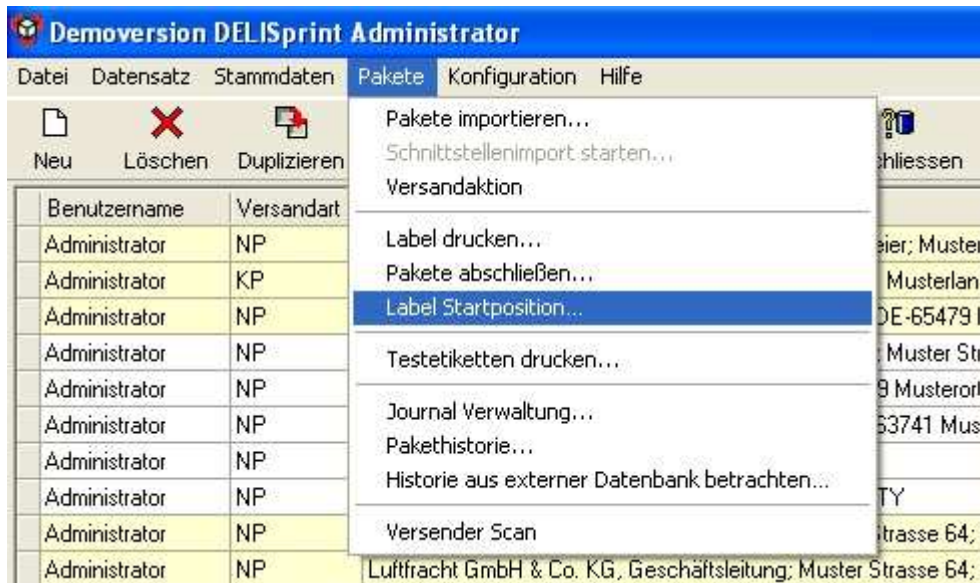 Demoversion DELISprint Administrator
Datei Datensatz Stammdaten Pakete Konfiguration Hilfe
Neu Löschen Duplizieren
Pakete importieren...
Schnittstellenimport starten...
Versandaktion
Label drucken...
Pakete abschließen...
Label Startposition...
Testetiketten drucken...
Journal Verwaltung...
Pakethistorie...
Historie aus externer Datenbank betrachten...
Versender Scan
chliessen
Benutzername Versandart
Administrator NP eier; Muster
Administrator KP Musterlan
Administrator NP DE-65479
Administrator NP Muster Str
Administrator NP 9 Musterort
Administrator NP 63741 Mus
Administrator NP
Administrator NP TY
Administrator NP trasse 64;
Administrator NP Luftfracht GmbH & Co. KG, Geschäftsleitung; Muster Strasse 64;